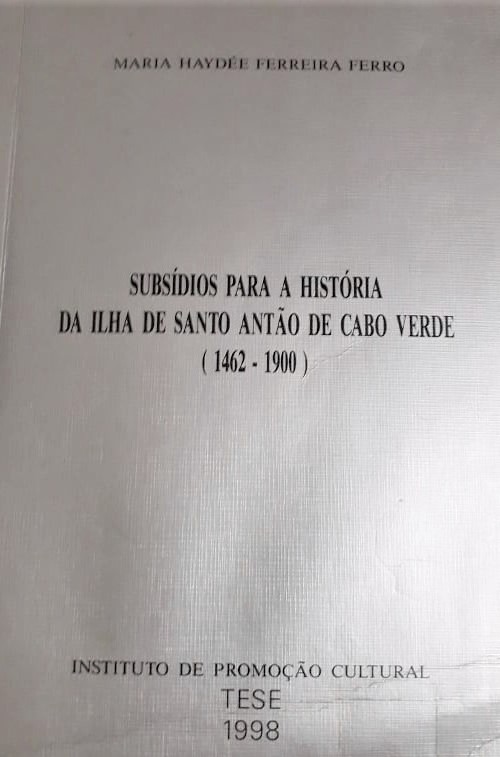 MARIA HAYDÉE FERREIRA FERRO
SUBSÍDIOS PARA A HISTÓRIA
DA ILHA DE SANTO ANTÃO DE CABO VERDE
( 1462 - 1900 )
INSTITUTO DE PROMOÇÃO CULTURAL
TESE
1998